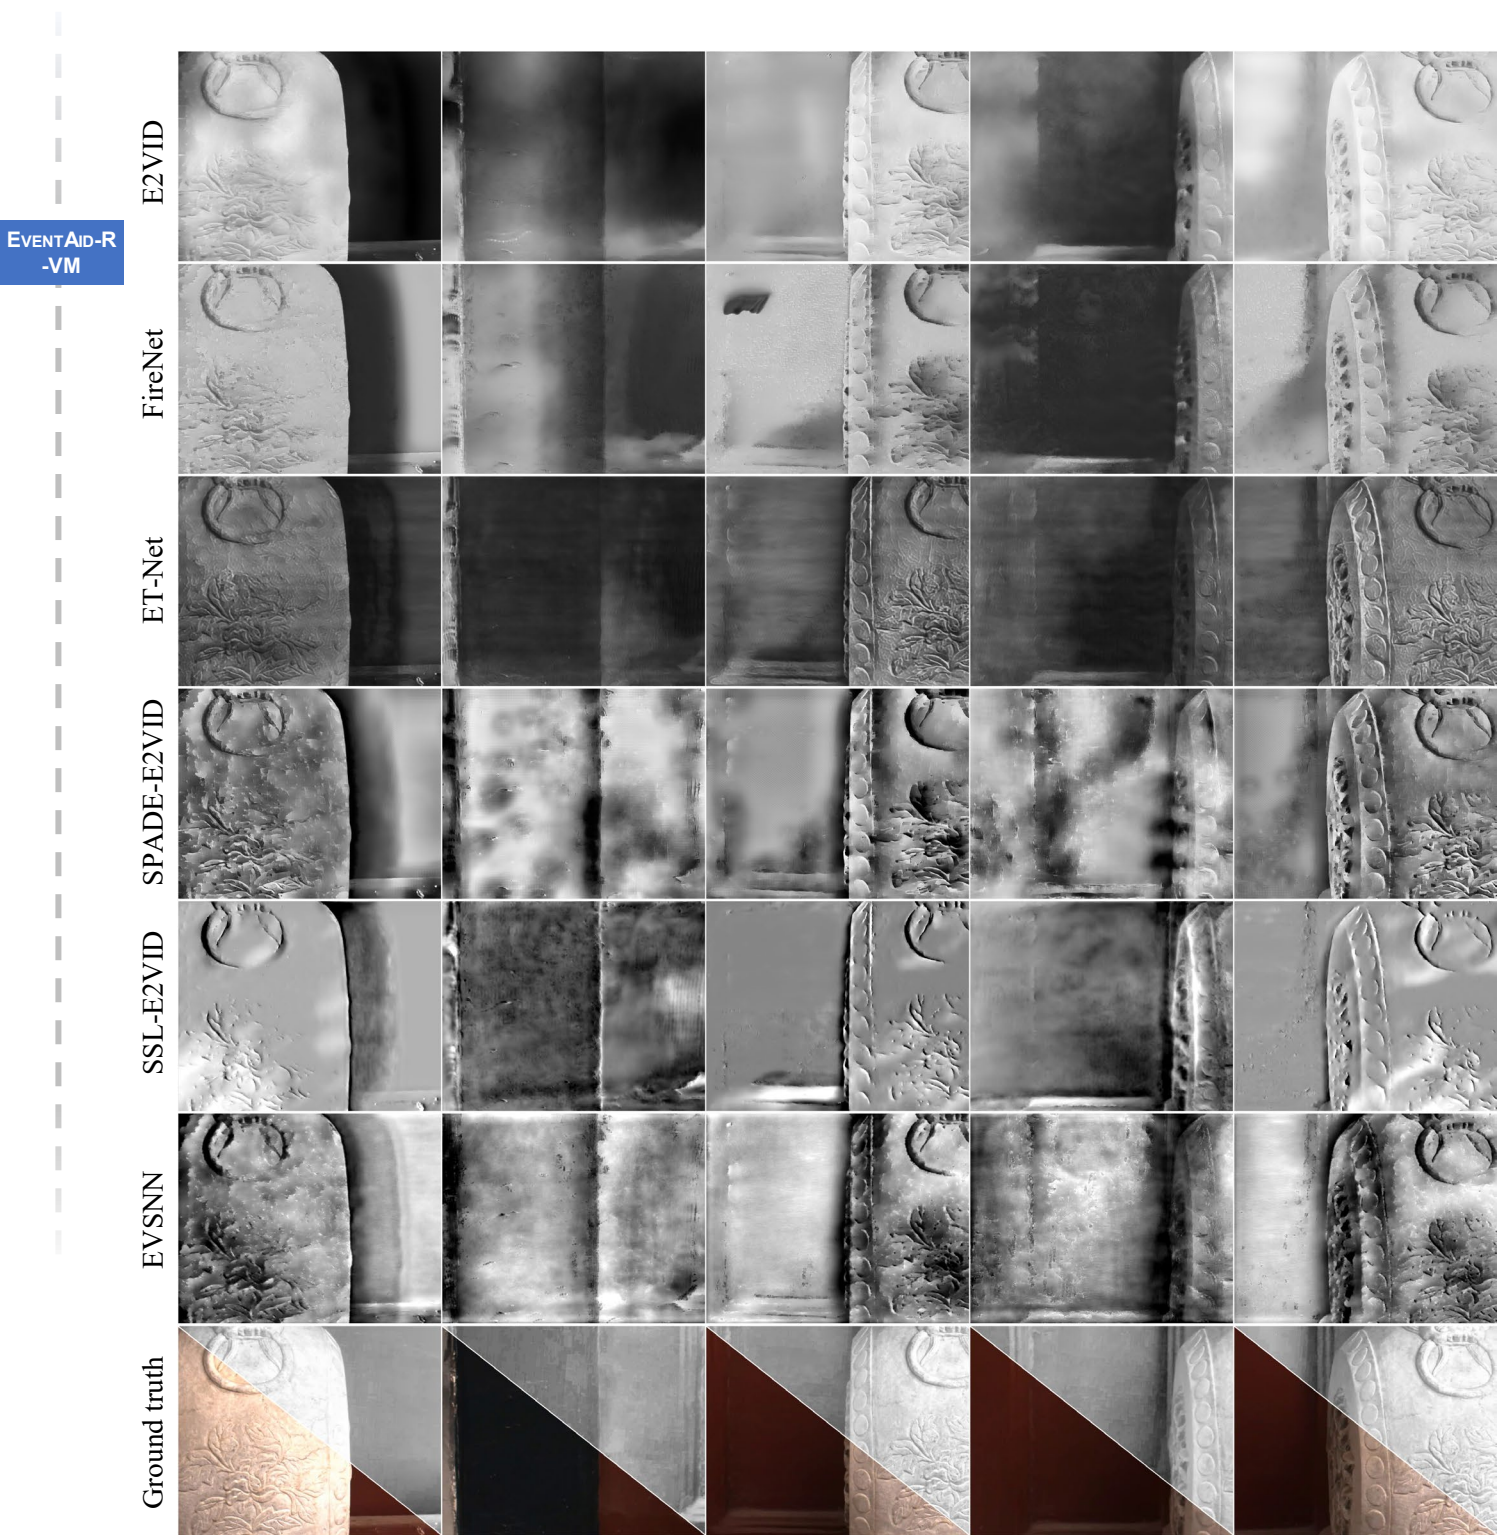 E2VID
EVENTAID-R
-VM
FireNet
ET-Net
SPADE-E2VID
SSL-E2VID
EVSNN
Ground truth